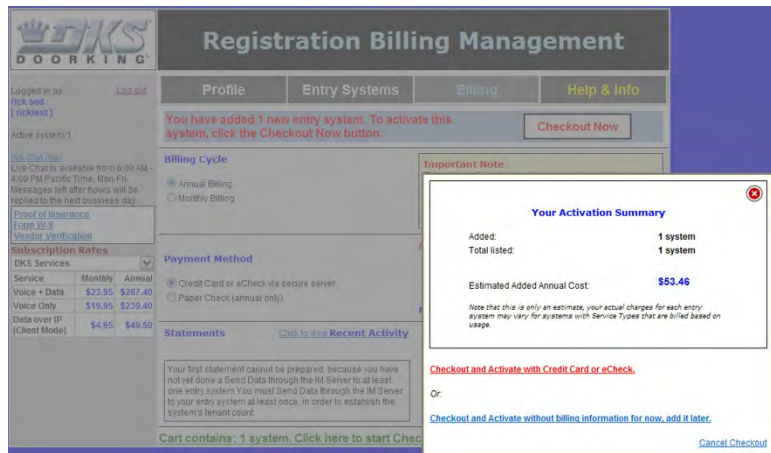 DKS
DOORKING
Registration Billing Management
Logged in as: Log out
rick sed
[ ricktest ]
Active system: 1
Live Chat is available from 6:00 AM -
4:00 PM Pacific Time, Mon-
Fri.
Messages left after hours will be
replied to the next business day.
Proof of Insurance
Form W-9
Vendor Verification
Subscription Rates
DKS Services
Service Monthly Annual
Voice + Data $23.95 $287.40
Voice Only $19.95 $239.40
Data over IP
(Client Mode) $4.95 $49.50
Profile Entry Systems Billing Help & Info
You have added 1 new entry system. To activate this
system, click the Checkout Now button.
Checkout Now
Billing Cycle
Annual Billing
Monthly Billing
Important Note
Payment Method
Credit Card or eCheck via secure server.
Paper Check (annual only).
Statements Click to view Recent Activity
Your first statement cannot be prepared, because you have
not yet done a Send Data through the IM Server to at least
one entry system.You must Send Data through the IM Server
to your entry system at least once, in order to establish the
system's tenant count.
Cart contains: 1 system. Click here to start Chec
Your Activation Summary
Added: 1 system
Total listed: 1 system
Estimated Added Annual Cost: $53.46
Note that this is only an estimate, your actual charges for each entry
system may vary for systems with Service Types that are billed based on
usage.
Checkout and Activate with Credit Card or eCheck.
Or:
Checkout and Activate without billing information for now, add it later.
Cancel Checkout